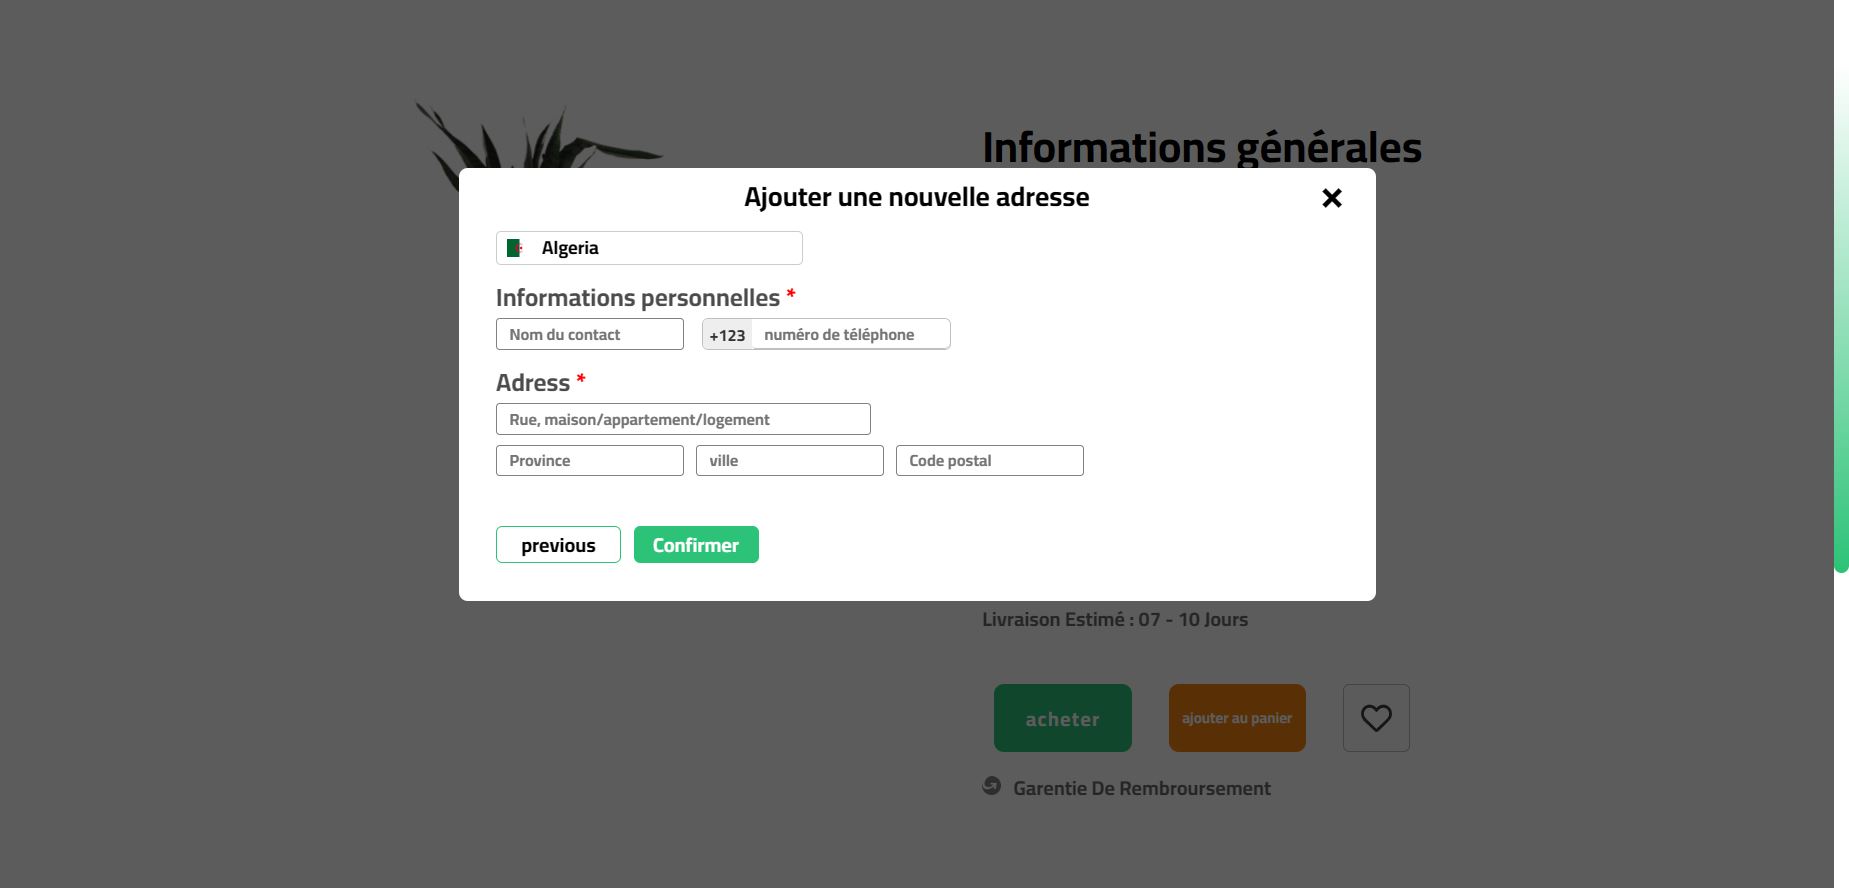 Informations générales
Ajouter une nouvelle adresse
Algeria
Informations personnelles *
Nom du contact
+123 numéro de téléphone
Adress *
Rue, maison/appartement/logement
Province
ville
Code postal
previous
Confirmer
Livraison Estimé : 07 - 10 Jours
acheter
ajouter au panier
Garentie De Rembroursement